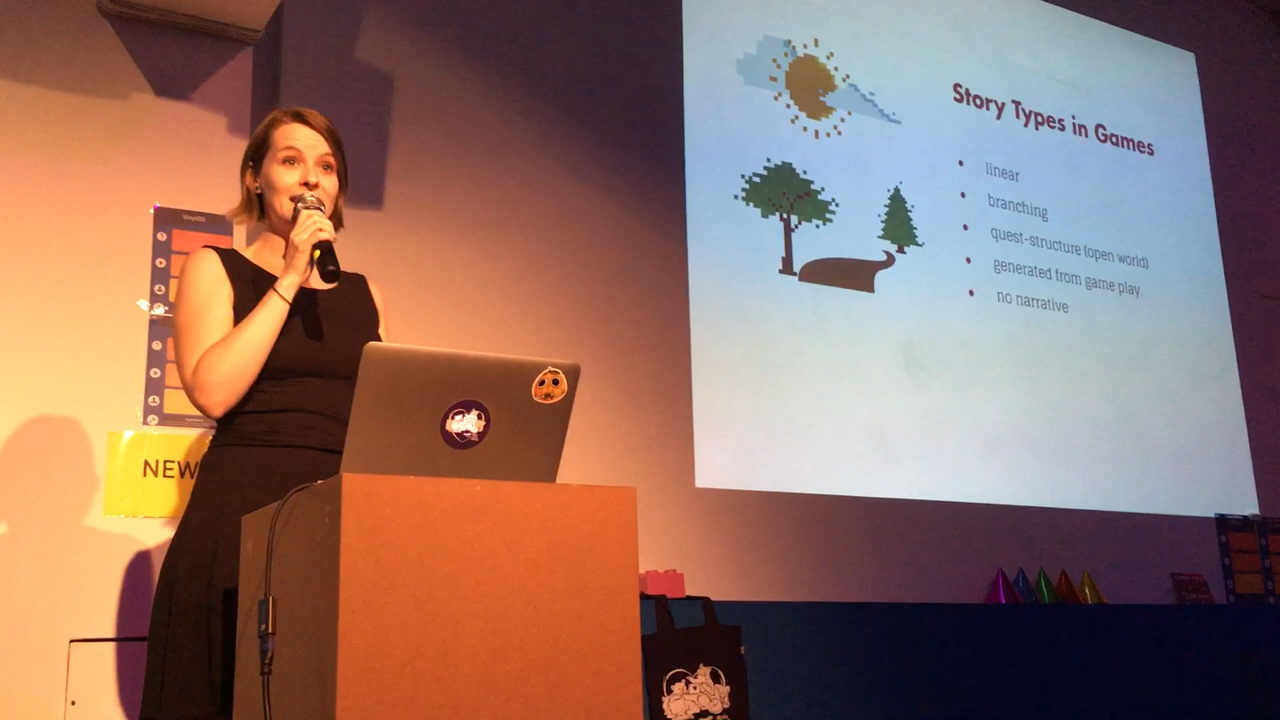 Story Types in Games
linear
branching
quest-structure (open world)
generated from game play
no narrative
NEW